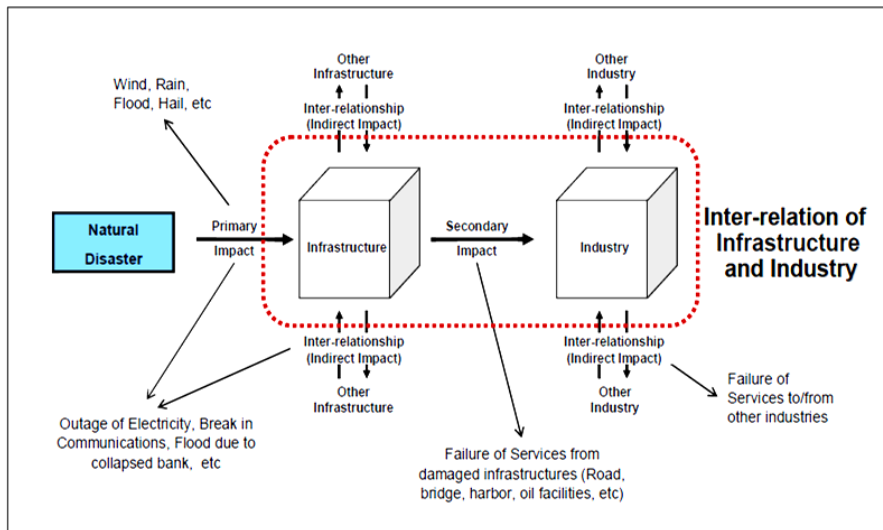 Other
Infrastructure
Inter-relationship
(Indirect Impact)
Other
Industry
Inter-relationship
(Indirect Impact)
Wind, Rain,
Flood, Hail, etc
Natural
Disaster
Primary
Impact
Infrastructure
Secondary
Impact
Industry
Inter-relation of
Infrastructure
and Industry
Inter-relationship
(Indirect Impact)
Other
Infrastructure
Inter-relationship
(Indirect Impact)
Other
Industry
Failure of
Services to/from
other industries
Outage of Electricity, Break in
Communications, Flood due to
collapsed bank, etc
Failure of Services from
damaged infrastructures (Road,
bridge, harbor, oil facilities, etc)